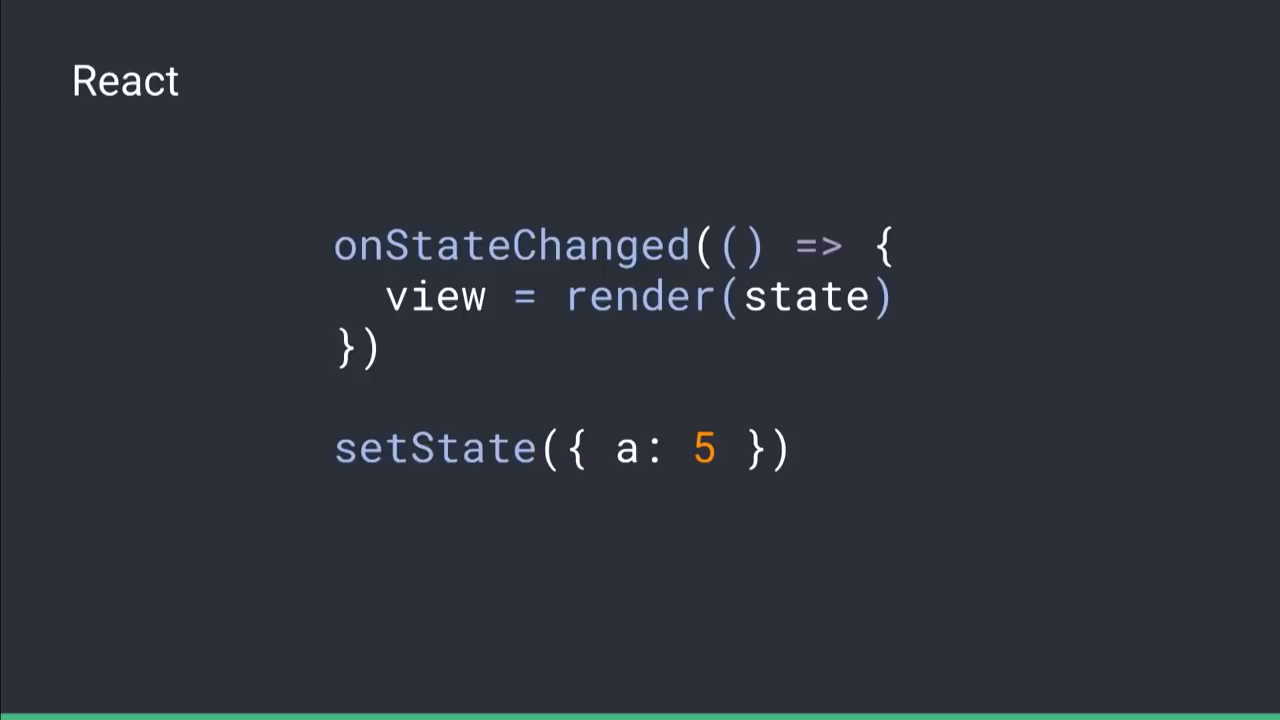 React
onStateChanged(() => {
  view = render(state)
})
setState({ a: 5 })